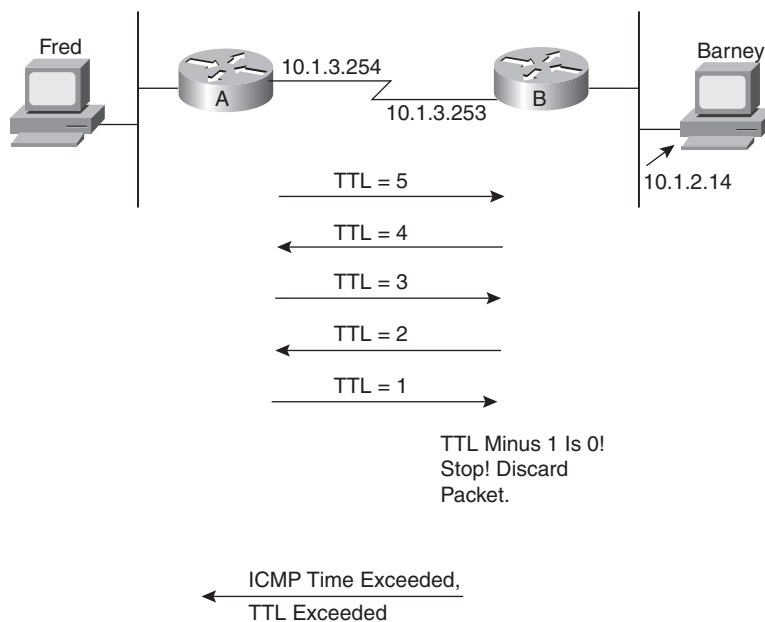 Fred
Barney
A
10.1.3.254
B
10.1.3.253
10.1.2.14
TTL = 5
TTL = 4
TTL = 3
TTL = 2
TTL = 1
TTL Minus 1 Is 0!
Stop! Discard
Packet.
ICMP Time Exceeded,
TTL Exceeded